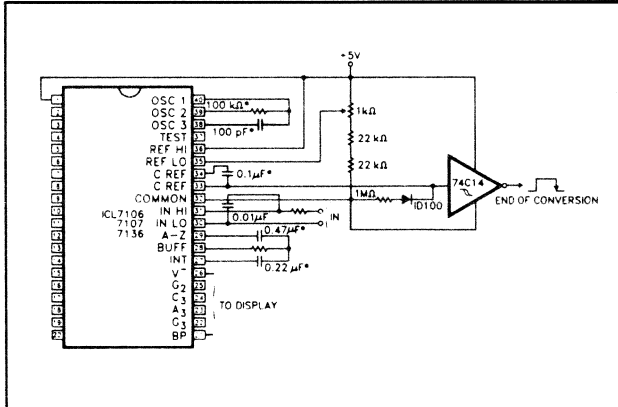 +5V
1 OSC 1 40 100 kΩ*
2 OSC 2 39
3 OSC 3 38 100 pF*
4 TEST 37
5 REF HI 36 1kΩ
6 REF LO 35
7 C REF 34 0.1µF* 22 kΩ
8 C REF 33 22 kΩ
9 COMMON 32 1MΩ ID100
10 IN HI 31 0.01µF IN
11 IN LO 30
12 A-Z 29 0.47µF*
13 BUFF 28
14 INT 27 0.22µF*
15 V- 26
16 G2 25
17 C3 24
18 A3 23
19 G3 22
20 BP 21
ICL7106
7107
7136
TO DISPLAY
74C14
END OF CONVERSION